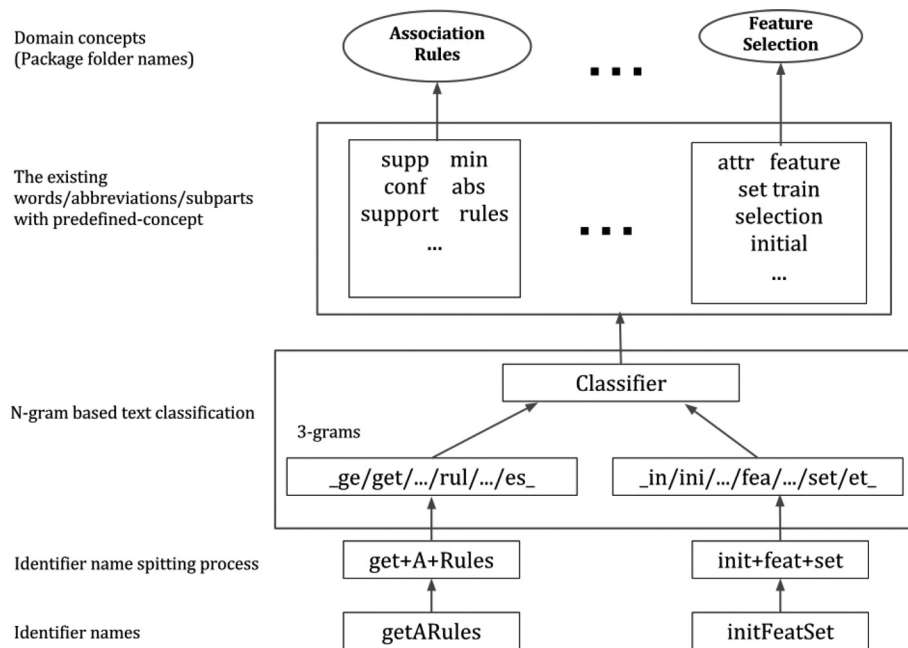 Domain concepts
(Package folder names)
Association
Rules
...
Feature
Selection
The existing
words/abbreviations/subparts
with predefined-concept
supp min
conf abs
support rules
...
...
attr feature
set train
selection
initial
...
N-gram based text classification
Classifier
3-grams
_ge/get/.../rul/.../es_
_in/ini/.../fea/.../set/et_
Identifier name spitting process
get+A+Rules
init+feat+set
Identifier names
getARules
initFeatSet